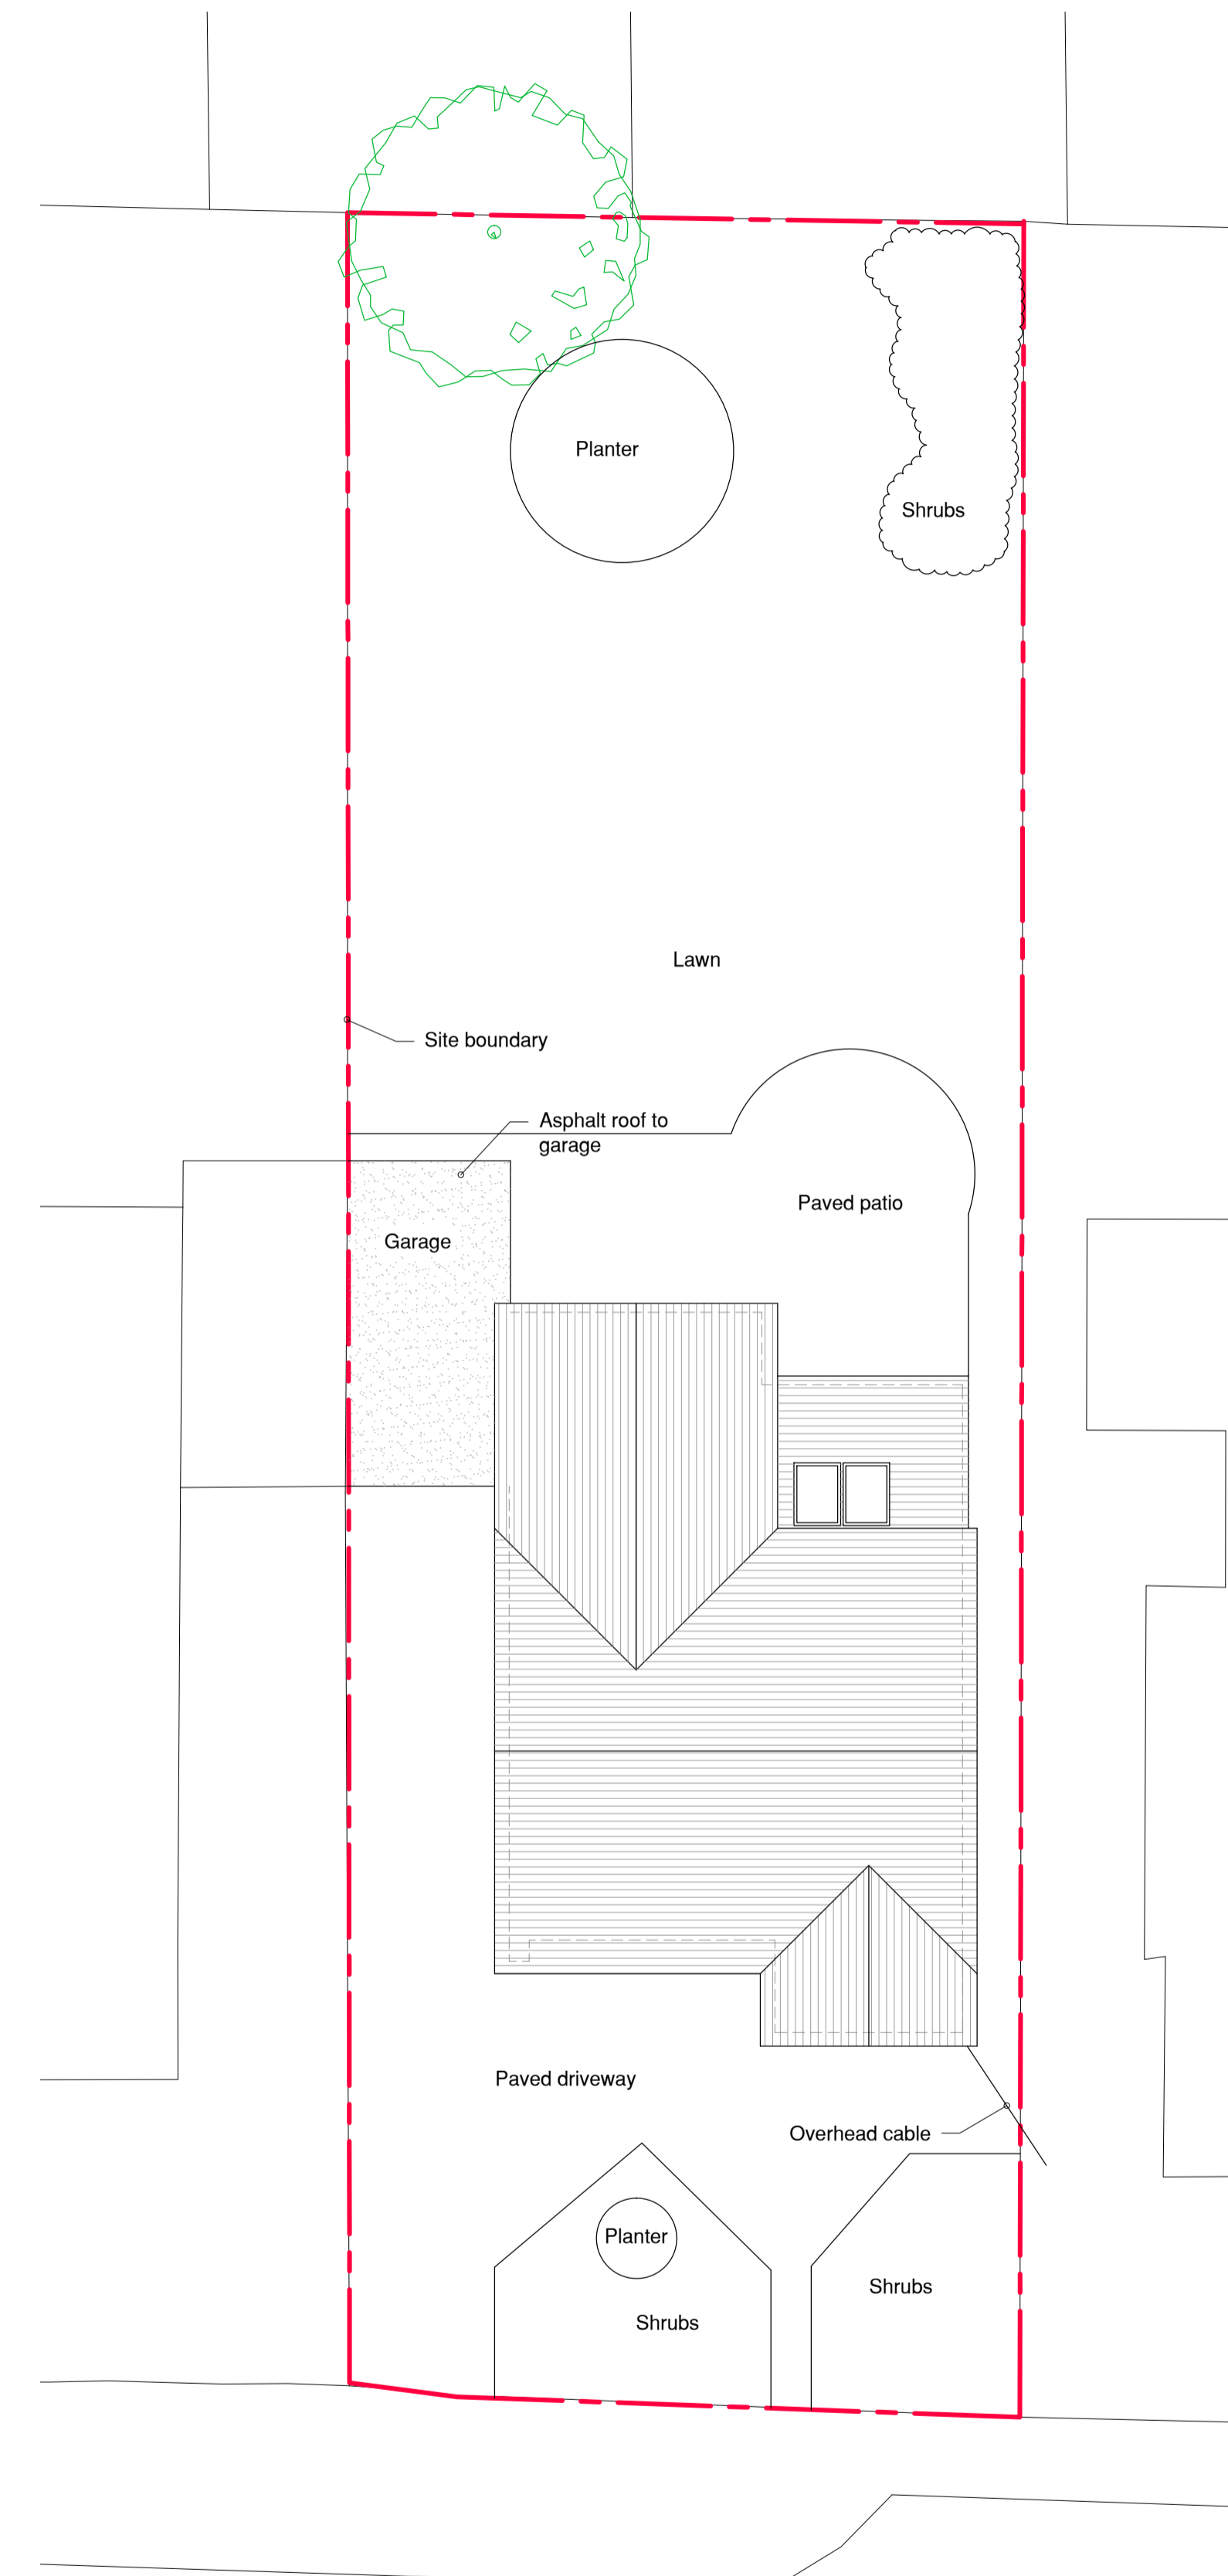 Planter
Shrubs
Lawn
Site boundary
Asphalt roof to
garage
Paved patio
Garage
Paved driveway
Overhead cable
Planter
Shrubs
Shrubs